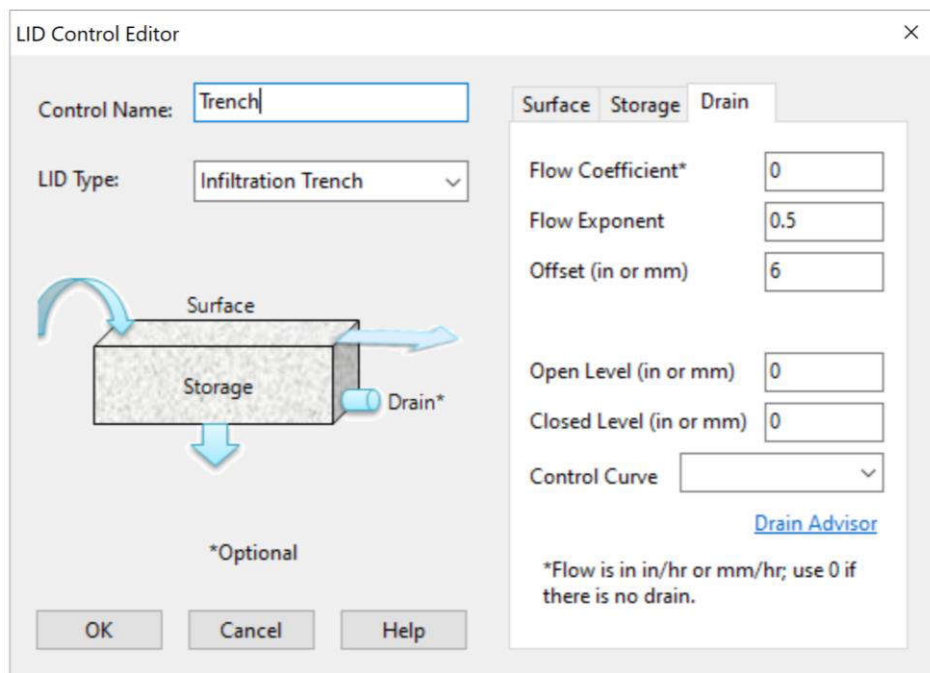 LID Control Editor
Control Name: Trench
LID Type: Infiltration Trench
Surface
Storage
Drain*
*Optional
OK Cancel Help
Surface Storage Drain
Flow Coefficient* 0
Flow Exponent 0.5
Offset (in or mm) 6
Open Level (in or mm) 0
Closed Level (in or mm) 0
Control Curve
Drain Advisor
*Flow is in in/hr or mm/hr; use 0 if
there is no drain.